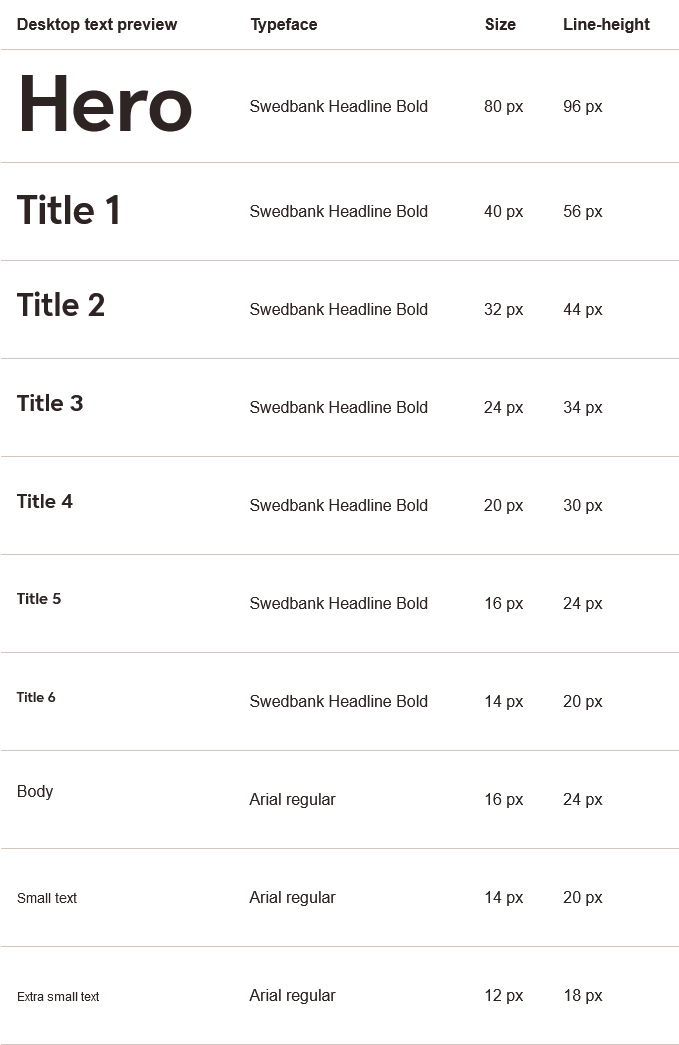 Desktop text preview Typeface Size Line-height
Hero Swedbank Headline Bold 80 px 96 px
Title 1 Swedbank Headline Bold 40 px 56 px
Title 2 Swedbank Headline Bold 32 px 44 px
Title 3 Swedbank Headline Bold 24 px 34 px
Title 4 Swedbank Headline Bold 20 px 30 px
Title 5 Swedbank Headline Bold 16 px 24 px
Title 6 Swedbank Headline Bold 14 px 20 px
Body Arial regular 16 px 24 px
Small text Arial regular 14 px 20 px
Extra small text Arial regular 12 px 18 px